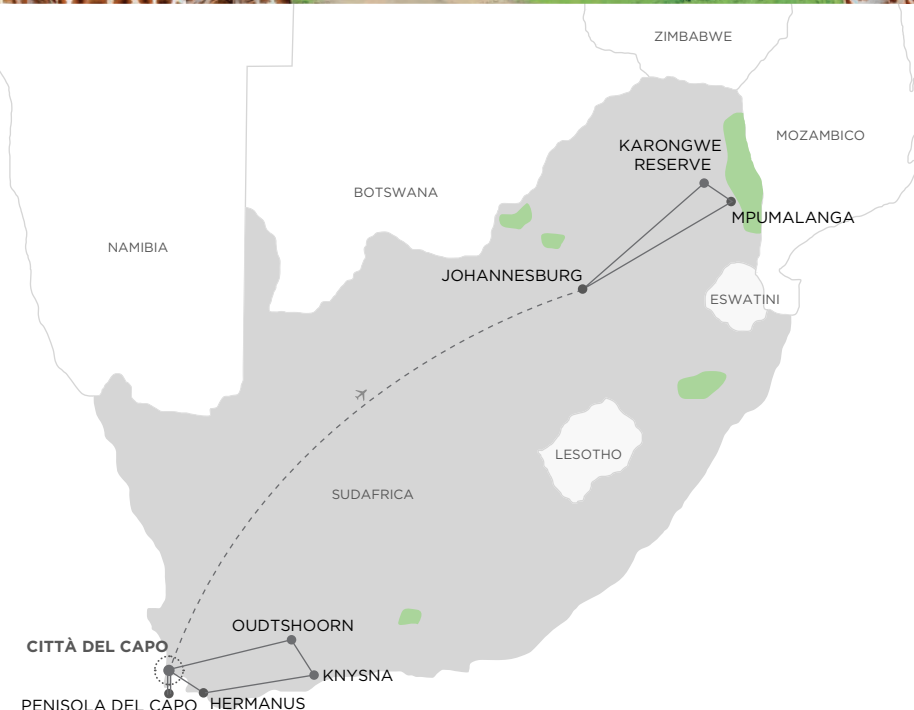 ZIMBABWE
MOZAMBICO
KARONGWE
RESERVE
BOTSWANA
MPUMALANGA
NAMIBIA
JOHANNESBURG
ESWATINI
LESOTHO
SUDAFRICA
OUDTSHOORN
CITTÀ DEL CAPO
KNYSNA
PENISOLA DEL CAPO
HERMANUS